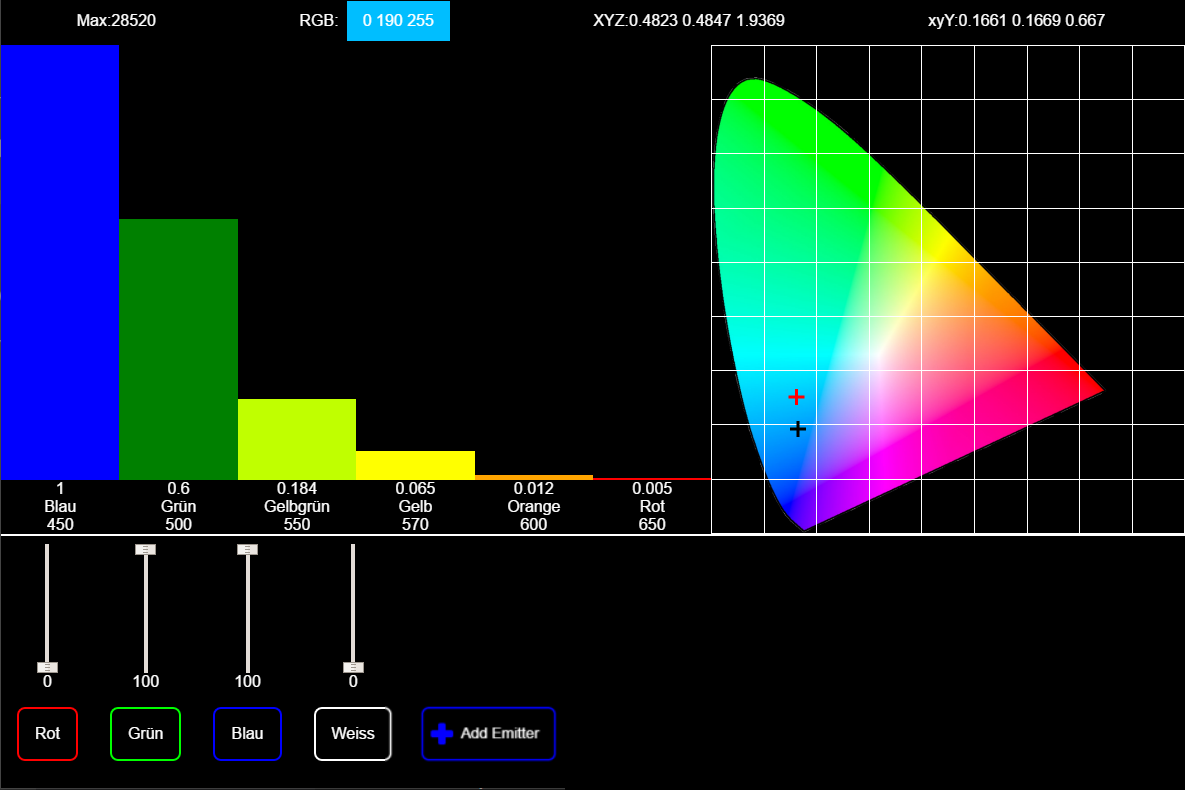 Max:28520 RGB: 0 190 255 XYZ:0.4823 0.4847 1.9369 xyY:0.1661 0.1669 0.667
1 0.6 0.184 0.065 0.012 0.005
Blau Grün Gelbgrün Gelb Orange Rot
450 500 550 570 600 650
0 100 100 0
Rot Grün Blau Weiss Add Emitter